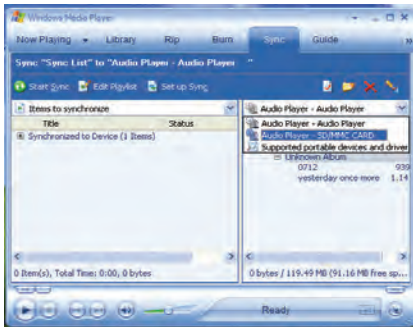 Windows Media Player
Now Playing Library Rip Burn Sync Guide
Sync "Sync List" to "Audio Player - Audio Player "
Start Sync Edit Playlist Set up Sync
Items to synchronize
Audio Player - Audio Player
Title Status
Audio Player - Audio Player
Synchronized to Device (1 Items)
Audio Player - SD/MMC CARD
Supported portable devices and driver
Unknown Album
0712 939
yesterday once more 1.14
0 Item(s), Total Time: 0:00, 0 bytes
0 bytes / 119.49 MB (91.16 MB free sp...
Ready